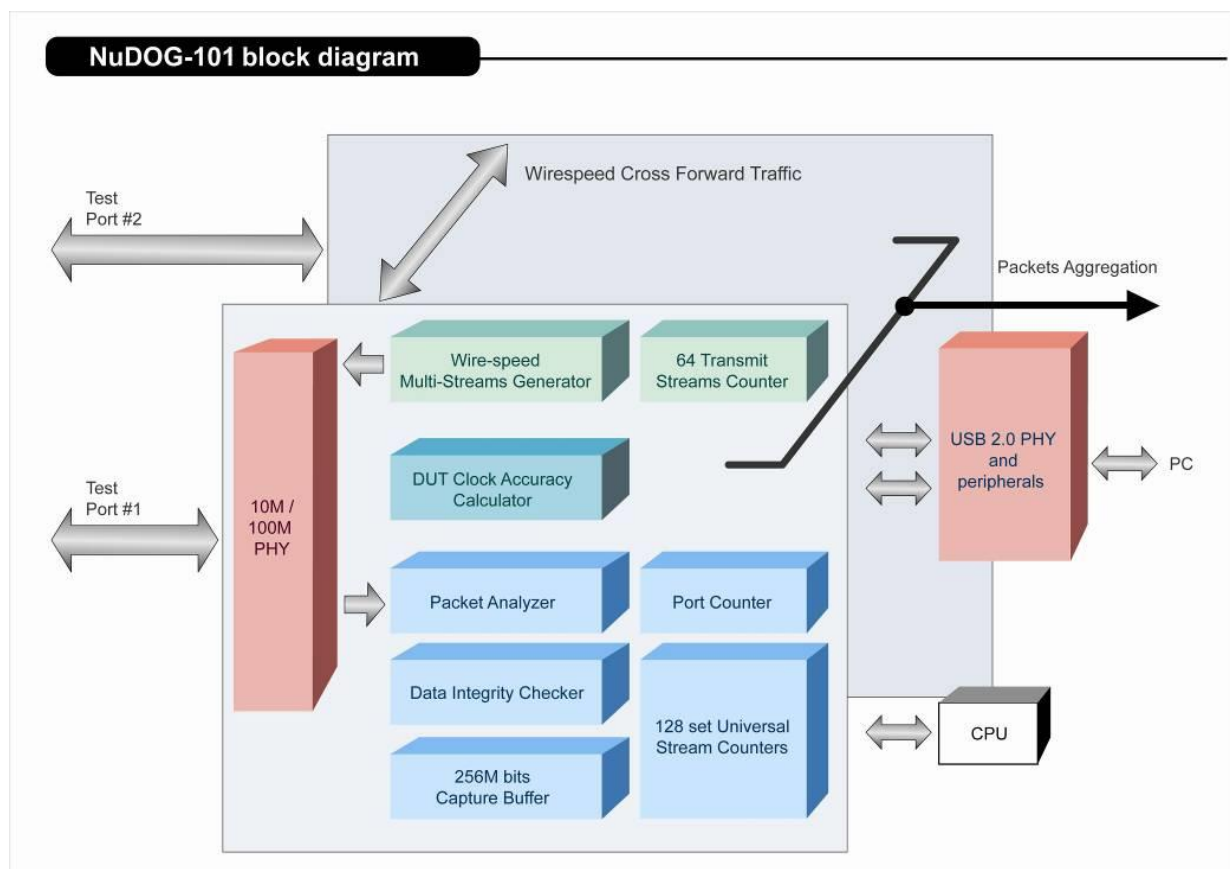 NuDOG-101 block diagram
Wirespeed Cross Forward Traffic
Test
Port #2
Packets Aggregation
Wire-speed
Multi-Streams Generator
64 Transmit
Streams Counter
USB 2.0 PHY
and
peripherals
PC
DUT Clock Accuracy
Calculator
Test
Port #1
10M /
100M
PHY
Packet Analyzer
Port Counter
Data Integrity Checker
128 set Universal
Stream Counters
CPU
256M bits
Capture Buffer